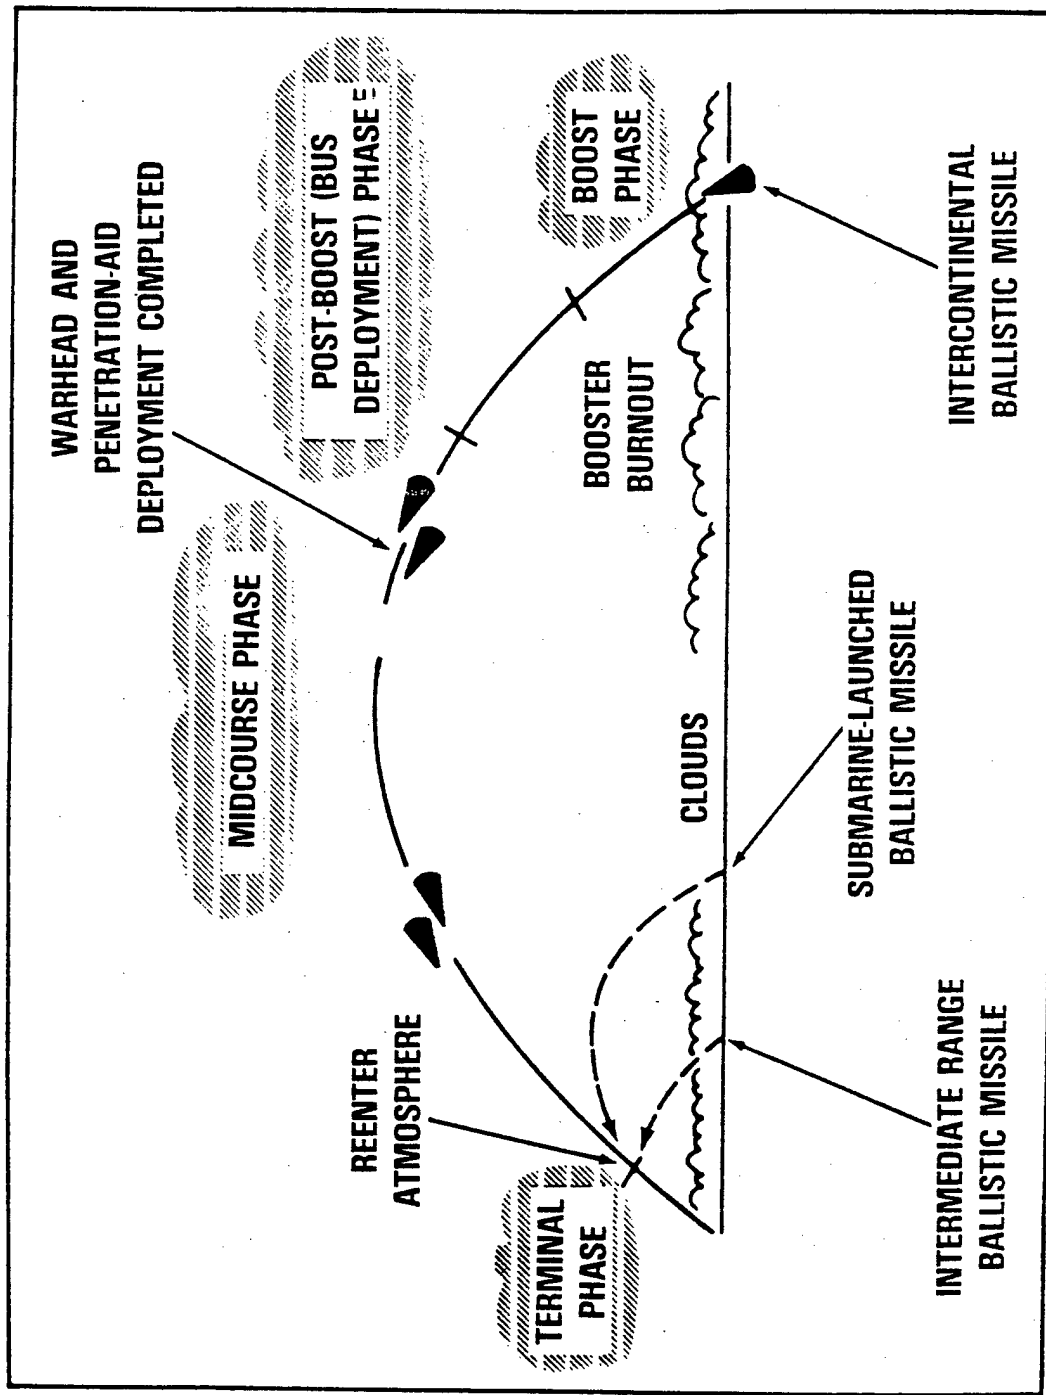 WARHEAD AND
PENETRATION-AID
DEPLOYMENT COMPLETED
MIDCOURSE PHASE
POST-BOOST (BUS
DEPLOYMENT) PHASE
REENTER
ATMOSPHERE
TERMINAL
PHASE
BOOST
PHASE
BOOSTER
BURNOUT
CLOUDS
SUBMARINE-LAUNCHED
BALLISTIC MISSILE
INTERMEDIATE RANGE
BALLISTIC MISSILE
INTERCONTINENTAL
BALLISTIC MISSILE